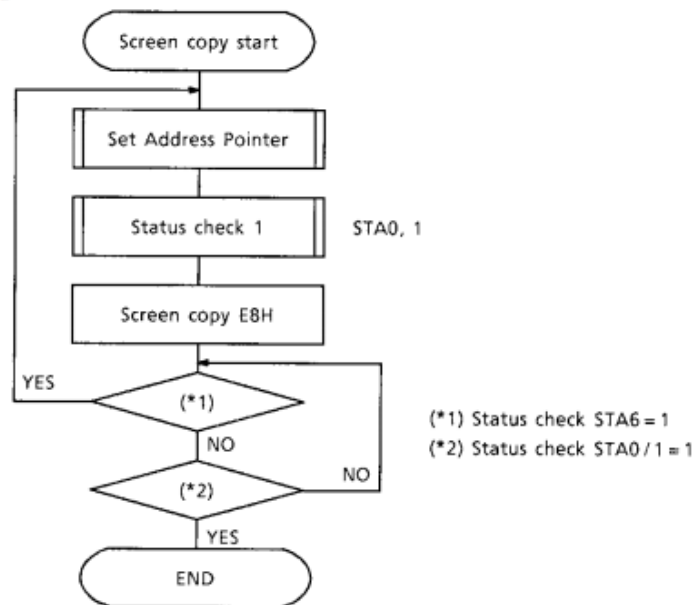 Screen copy start
Set Address Pointer
Status check 1
STA0, 1
Screen copy E8H
YES
(*1)
NO
(*1) Status check STA6 = 1
(*2) Status check STA0/1 = 1
(*2)
NO
YES
END